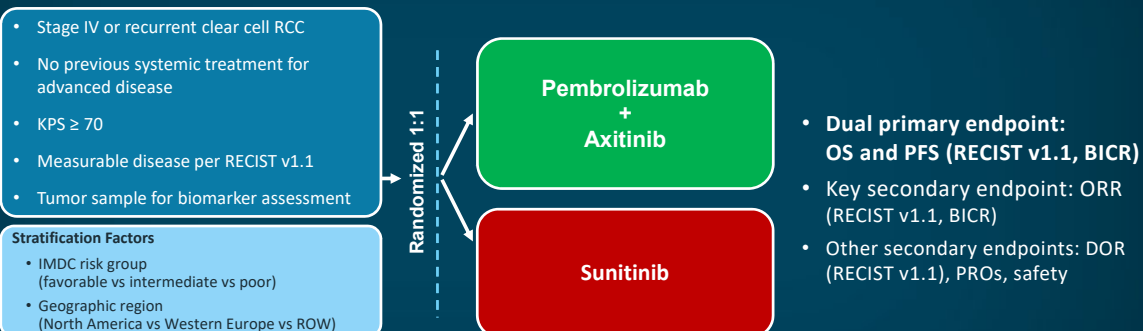 • Stage IV or recurrent clear cell RCC
• No previous systemic treatment for
advanced disease
• KPS ≥ 70
• Measurable disease per RECIST v1.1
• Tumor sample for biomarker assessment
Stratification Factors
• IMDC risk group
(favorable vs intermediate vs poor)
• Geographic region
(North America vs Western Europe vs ROW)
Randomized 1:1
Pembrolizumab
+
Axitinib
Sunitinib
• Dual primary endpoint:
OS and PFS (RECIST v1.1, BICR)
• Key secondary endpoint: ORR
(RECIST v1.1, BICR)
• Other secondary endpoints: DOR
(RECIST v1.1), PROs, safety